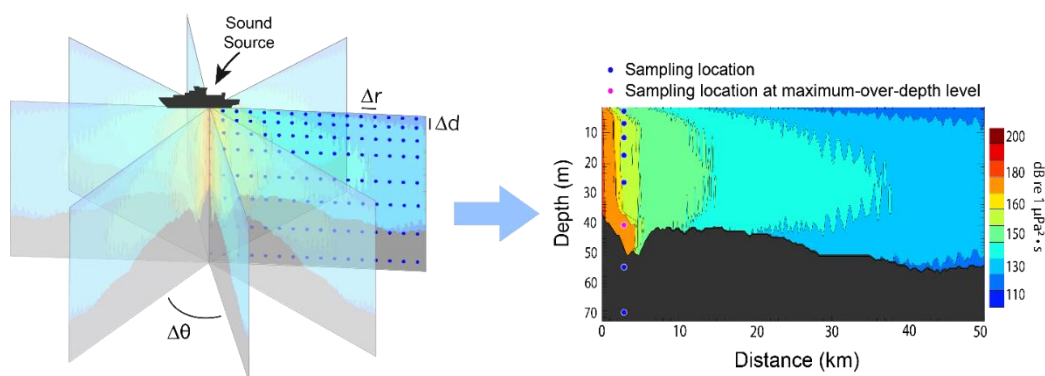 Sound
Source
Δr
Δd
Δθ
Sampling location
Sampling location at maximum-over-depth level
Depth (m)
10
20
30
40
50
60
70
0
10
20
30
40
50
Distance (km)
200
180
160
150
130
110
dB re 1 μPa²•s